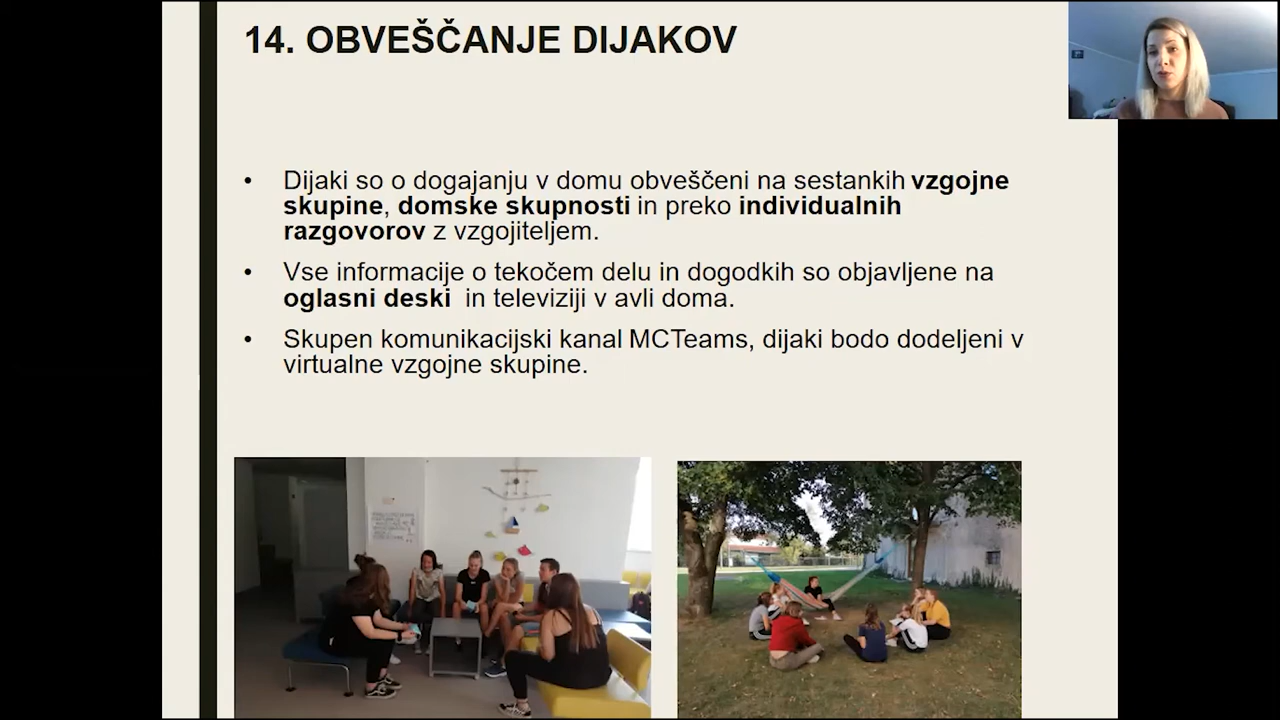 14. OBVEŠČANJE DIJAKOV
• Dijaki so o dogajanju v domu obveščeni na sestankih vzgojne
skupine, domske skupnosti in preko individualnih
razgovorov z vzgojiteljem.
• Vse informacije o tekočem delu in dogodkih so objavljene na
oglasni deski in televiziji v avli doma.
• Skupen komunikacijski kanal MCTeams, dijaki bodo dodeljeni v
virtualne vzgojne skupine.